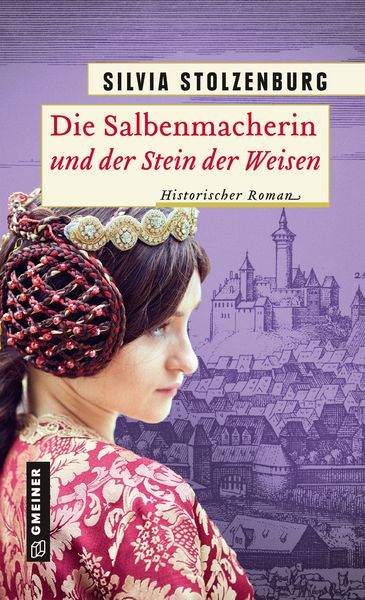 SILVIA STOLZENBURG
Die Salbenmacherin
und der Stein der Weisen
Historischer Roman
GMEINER